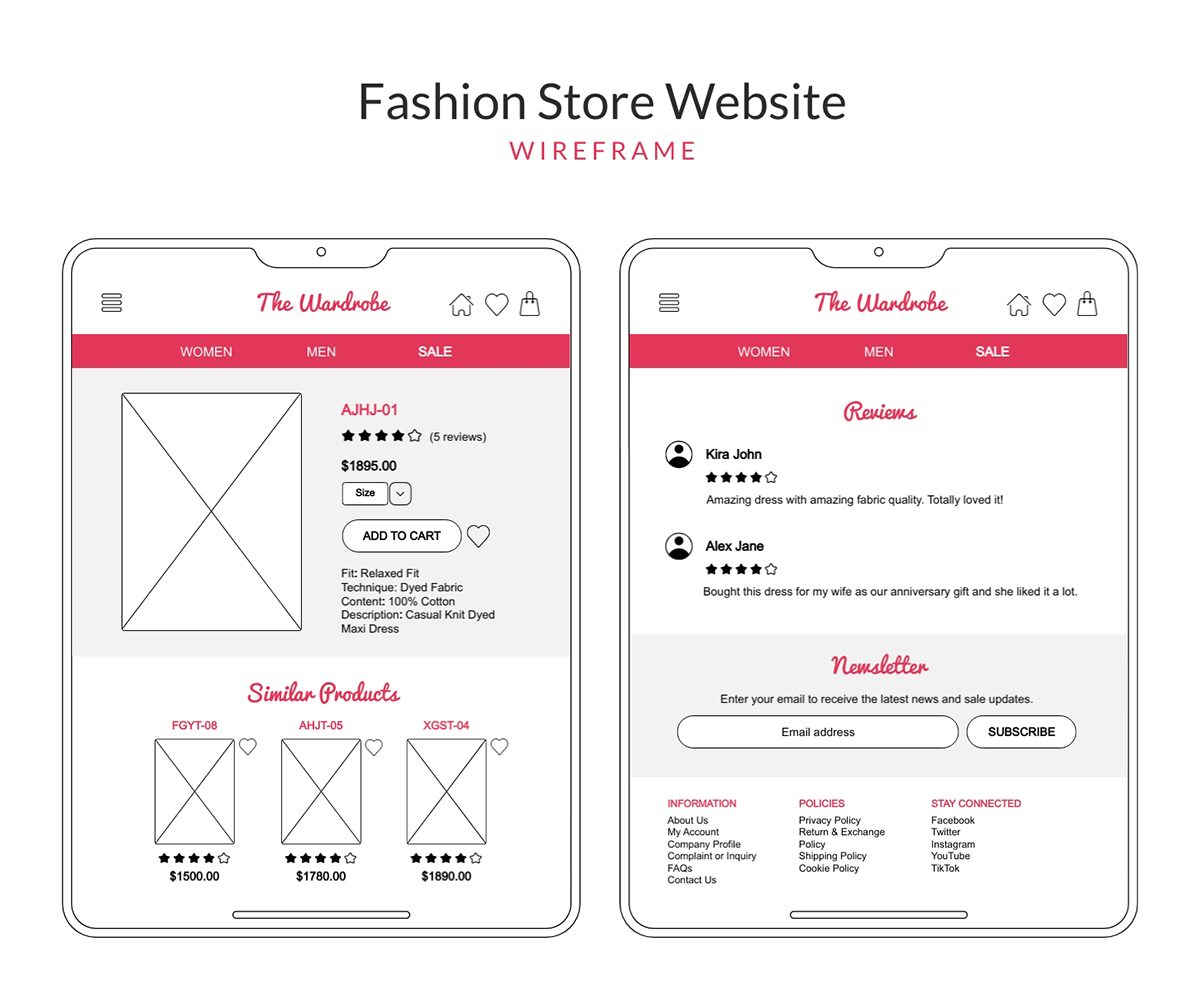 Fashion Store Website
WIREFRAME
The Wardrobe
WOMEN MEN SALE
AJHJ-01
(5 reviews)
$1895.00
Size
ADD TO CART
Fit: Relaxed Fit
Technique: Dyed Fabric
Content: 100% Cotton
Description: Casual Knit Dyed
Maxi Dress
Similar Products
FGYT-08 AHJT-05 XGST-04
$1500.00 $1780.00 $1890.00
The Wardrobe
WOMEN MEN SALE
Reviews
Kira John
Amazing dress with amazing fabric quality. Totally loved it!
Alex Jane
Bought this dress for my wife as our anniversary gift and she liked it a lot.
Newsletter
Enter your email to receive the latest news and sale updates.
Email address SUBSCRIBE
INFORMATION
About Us
My Account
Company Profile
Complaint or Inquiry
FAQs
Contact Us
POLICIES
Privacy Policy
Return & Exchange
Policy
Shipping Policy
Cookie Policy
STAY CONNECTED
Facebook
Twitter
Instagram
YouTube
TikTok